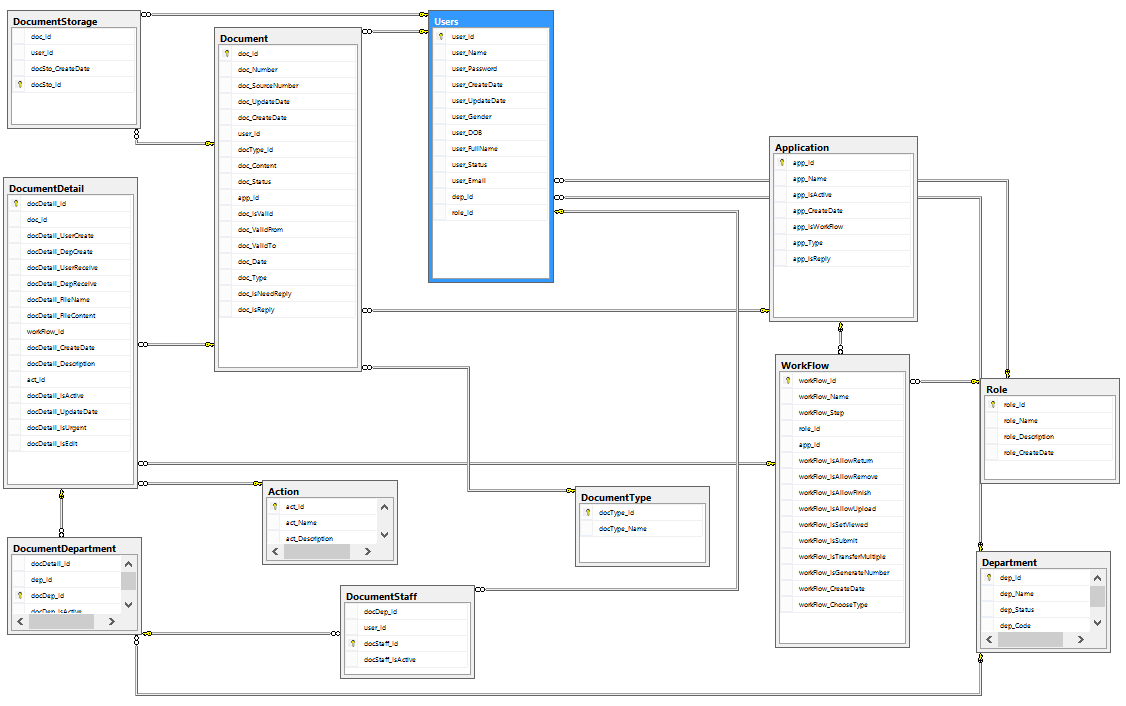 DocumentStorage
doc_Id
user_Id
docSto_CreateDate
docSto_Id
Document
doc_Id
doc_Number
doc_SourceNumber
doc_UpdateDate
doc_CreateDate
user_Id
docType_Id
doc_Content
doc_Status
app_Id
doc_IsValid
doc_ValidFrom
doc_ValidTo
doc_Date
doc_Type
doc_IsNeedReply
doc_IsReply
Users
user_Id
user_Name
user_Password
user_CreateDate
user_UpdateDate
user_Gender
user_DOB
user_FullName
user_Status
user_Email
dep_Id
role_Id
Application
app_Id
app_Name
app_IsActive
app_CreateDate
app_IsWorkFlow
app_Type
app_IsReply
DocumentDetail
docDetail_Id
doc_Id
docDetail_UserCreate
docDetail_DepCreate
docDetail_UserReceive
docDetail_DepReceive
docDetail_FileName
docDetail_FileContent
workFlow_Id
docDetail_CreateDate
docDetail_Description
act_Id
docDetail_IsActive
docDetail_UpdateDate
docDetail_IsUrgent
docDetail_IsEdit
WorkFlow
workFlow_Id
workFlow_Name
workFlow_Step
role_Id
app_Id
workFlow_IsAllowReturn
workFlow_IsAllowRemove
workFlow_IsAllowFinish
workFlow_IsAllowUpload
workFlow_IsSetViewed
workFlow_IsSubmit
workFlow_IsTransferMultiple
workFlow_IsGenerateNumber
workFlow_CreateDate
workFlow_ChooseType
Role
role_Id
role_Name
role_Description
role_CreateDate
Action
act_Id
act_Name
act_Description
DocumentType
docType_Id
docType_Name
DocumentDepartment
docDetail_Id
dep_Id
docDep_Id
docDep_IsActive
DocumentStaff
docDep_Id
user_Id
docStaff_Id
docStaff_IsActive
Department
dep_Id
dep_Name
dep_Status
dep_Code